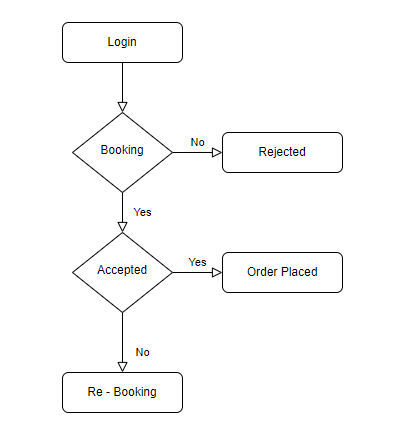 Login
Booking
No
Rejected
Yes
Accepted
Yes
Order Placed
No
Re - Booking